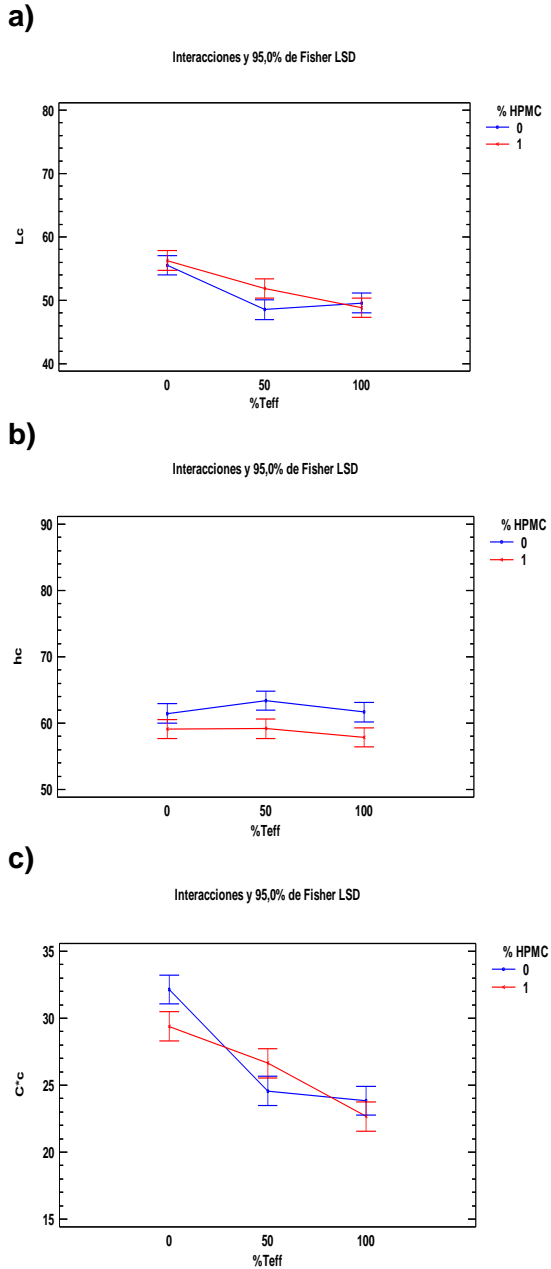 a)
Interacciones y 95,0% de Fisher LSD
% HPMC
0
1
80
70
60
50
40
Lc
0 50 100
%Teff
b)
Interacciones y 95,0% de Fisher LSD
% HPMC
0
1
90
80
70
60
50
hc
0 50 100
%Teff
c)
Interacciones y 95,0% de Fisher LSD
% HPMC
0
1
35
30
25
20
15
C*c
0 50 100
%Teff